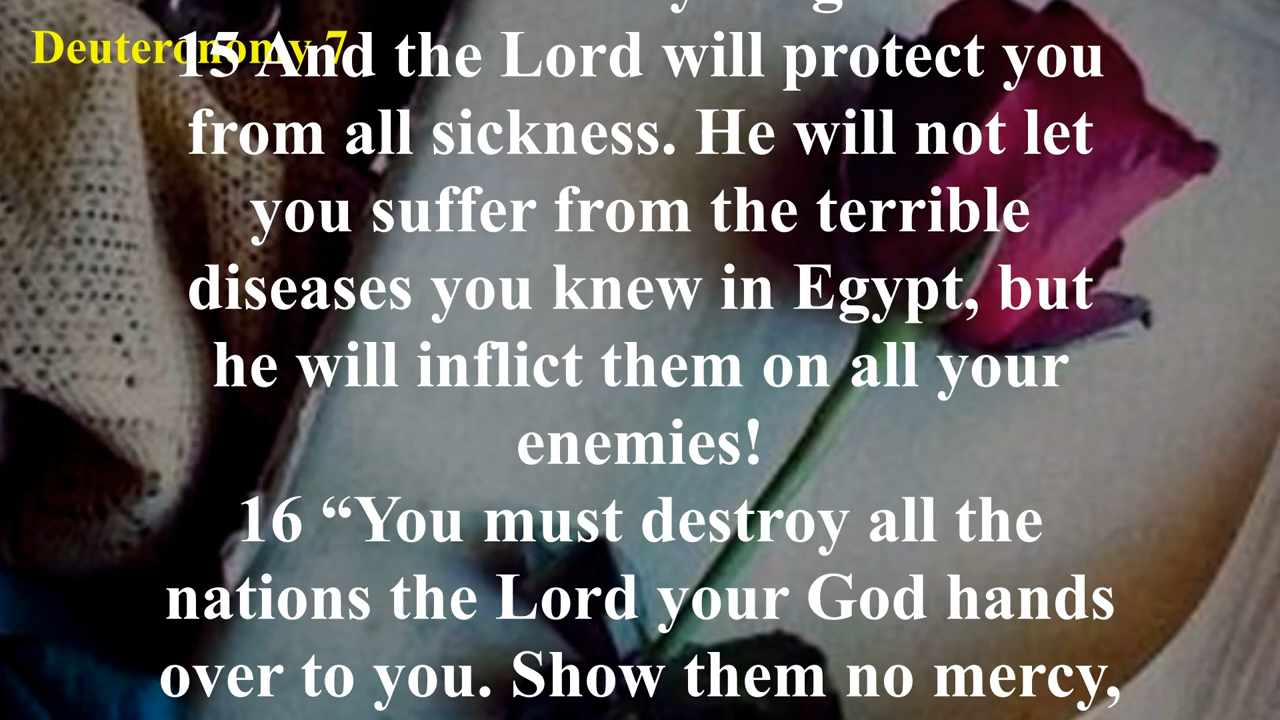 Deuteronomy 7
15 And the Lord will protect you
from all sickness. He will not let
you suffer from the terrible
diseases you knew in Egypt, but
he will inflict them on all your
enemies!
16 “You must destroy all the
nations the Lord your God hands
over to you. Show them no mercy,